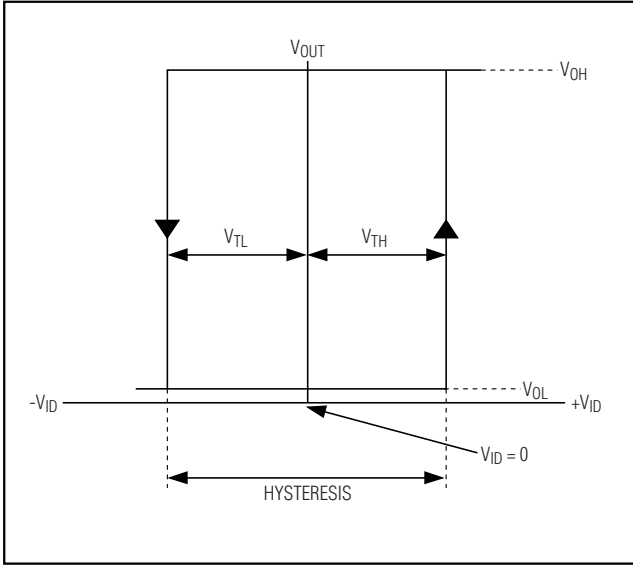 VOUT
VOH
VTL
VTH
VOL
-VID
+VID
VID = 0
HYSTERESIS